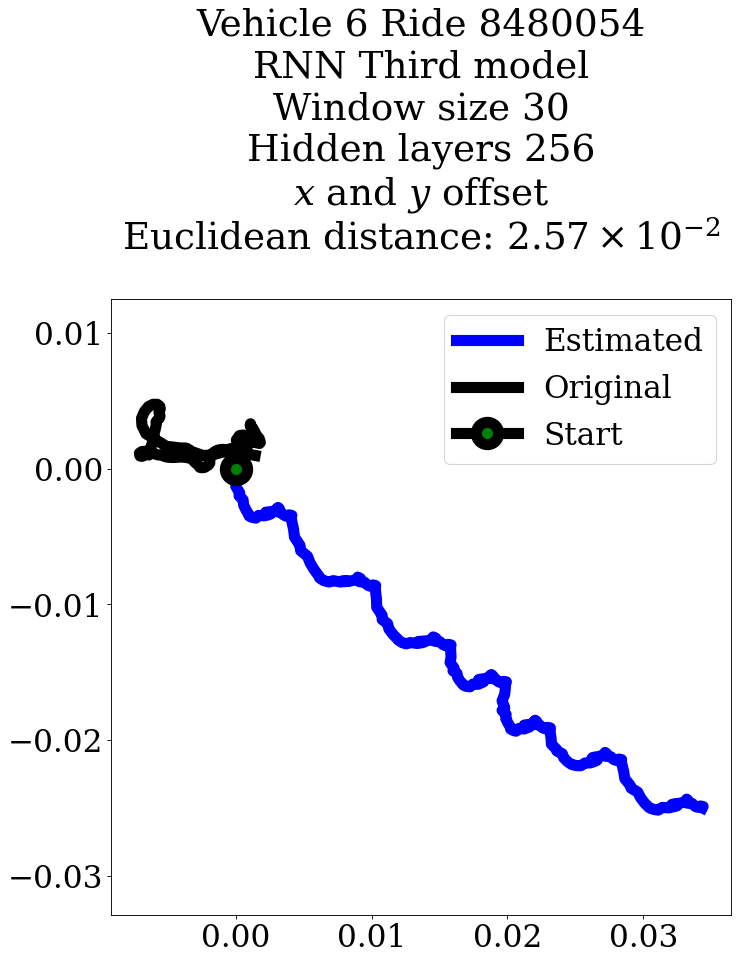 Vehicle 6 Ride 8480054
RNN Third model
Window size 30
Hidden layers 256
x and y offset
Euclidean distance: 2.57 × 10⁻²
Estimated
Original
Start
0.01
0.00
−0.01
−0.02
−0.03
0.00 0.01 0.02 0.03